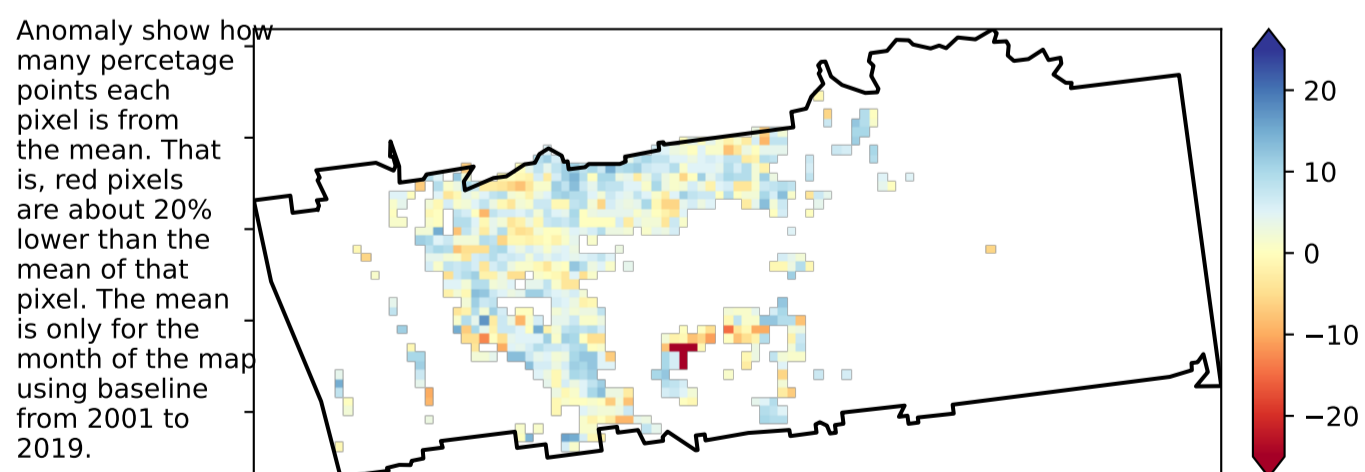 Anomaly show how
many percetage
points each
pixel is from
the mean. That
is, red pixels
are about 20%
lower than the
mean of that
pixel. The mean
is only for the
month of the map
using baseline
from 2001 to
2019.
20
10
0
−10
−20